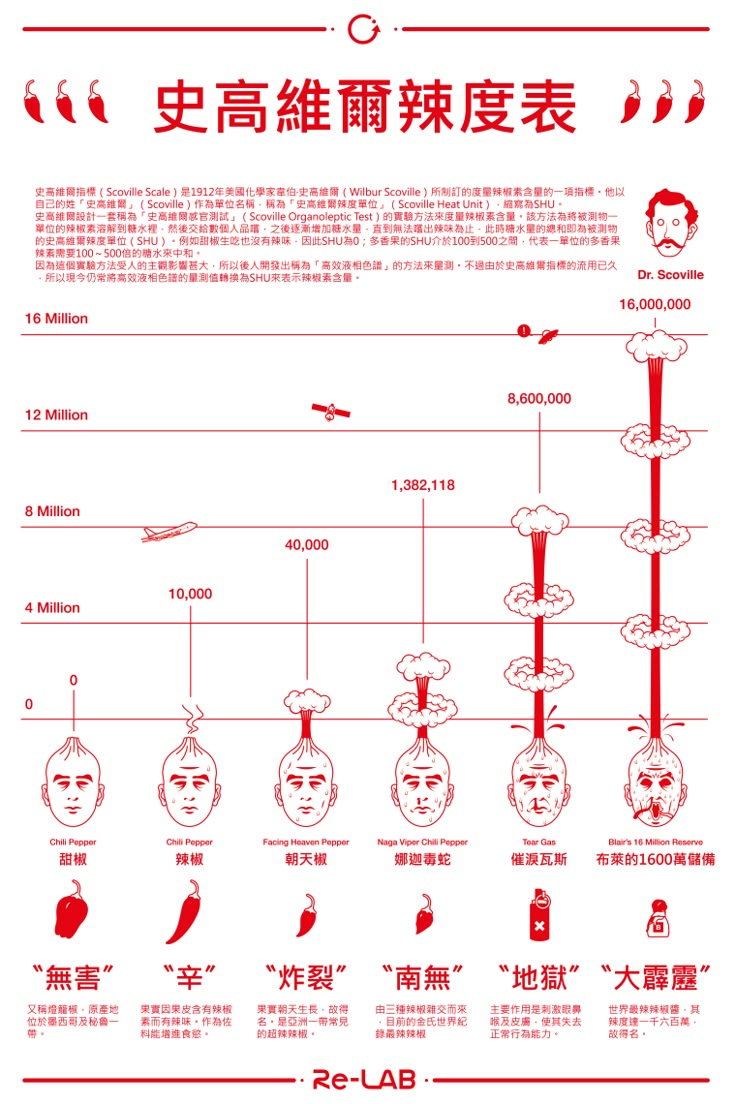 史高維爾辣度表
史高維爾指標（Scoville Scale）是1912年美國化學家韋伯·史高維爾（Wilbur Scoville）所制訂的度量辣椒素含量的一項指標。他以
自己的姓「史高維爾」（Scoville）作為單位名稱，稱為「史高維爾辣度單位」（Scoville Heat Unit），縮寫為SHU。
史高維爾設計一套稱為「史高維爾感官測試」（Scoville Organoleptic Test）的實驗方法來度量辣椒素含量。該方法為將被測物一
單位的辣椒素溶解到糖水裡，然後交給數個人品嚐，之後逐漸增加糖水量，直到無法嚐出辣味為止，此時糖水量的總和即為被測物
的史高維爾辣度單位（SHU）。例如甜椒生吃也沒有辣味，因此SHU為0；多香果的SHU介於100到500之間，代表一單位的多香果
辣素需要100～500倍的糖水來中和。
因為這個實驗方法受人的主觀影響甚大，所以後人開發出稱為「高效液相色譜」的方法來量測。不過由於史高維爾指標的流用已久
，所以現今仍常將高效液相色譜的量測值轉換為SHU來表示辣椒素含量。
Dr. Scoville
16,000,000
16 Million
8,600,000
12 Million
1,382,118
8 Million
40,000
10,000
4 Million
0
0
Chili Pepper
甜椒
Chili Pepper
辣椒
Facing Heaven Pepper
朝天椒
Naga Viper Chili Pepper
娜迦毒蛇
Tear Gas
催淚瓦斯
Blair's 16 Million Reserve
布萊的1600萬儲備
“無害”
“辛”
“炸裂”
“南無”
“地獄”
“大霹靂”
又稱燈籠椒，原產地
位於墨西哥及秘魯一
帶。
果實因果皮含有辣椒
素而有辣味。作為佐
料能增進食慾。
果實朝天生長，故得
名。是亞洲一帶常見
的超辣辣椒。
由三種辣椒雜交而來
，目前的金氏世界紀
錄最辣辣椒
主要作用是刺激眼鼻
喉及皮膚，使其失去
正常行為能力。
世界最辣辣椒醬，其
辣度達一千六百萬，
故得名。
Re-LAB